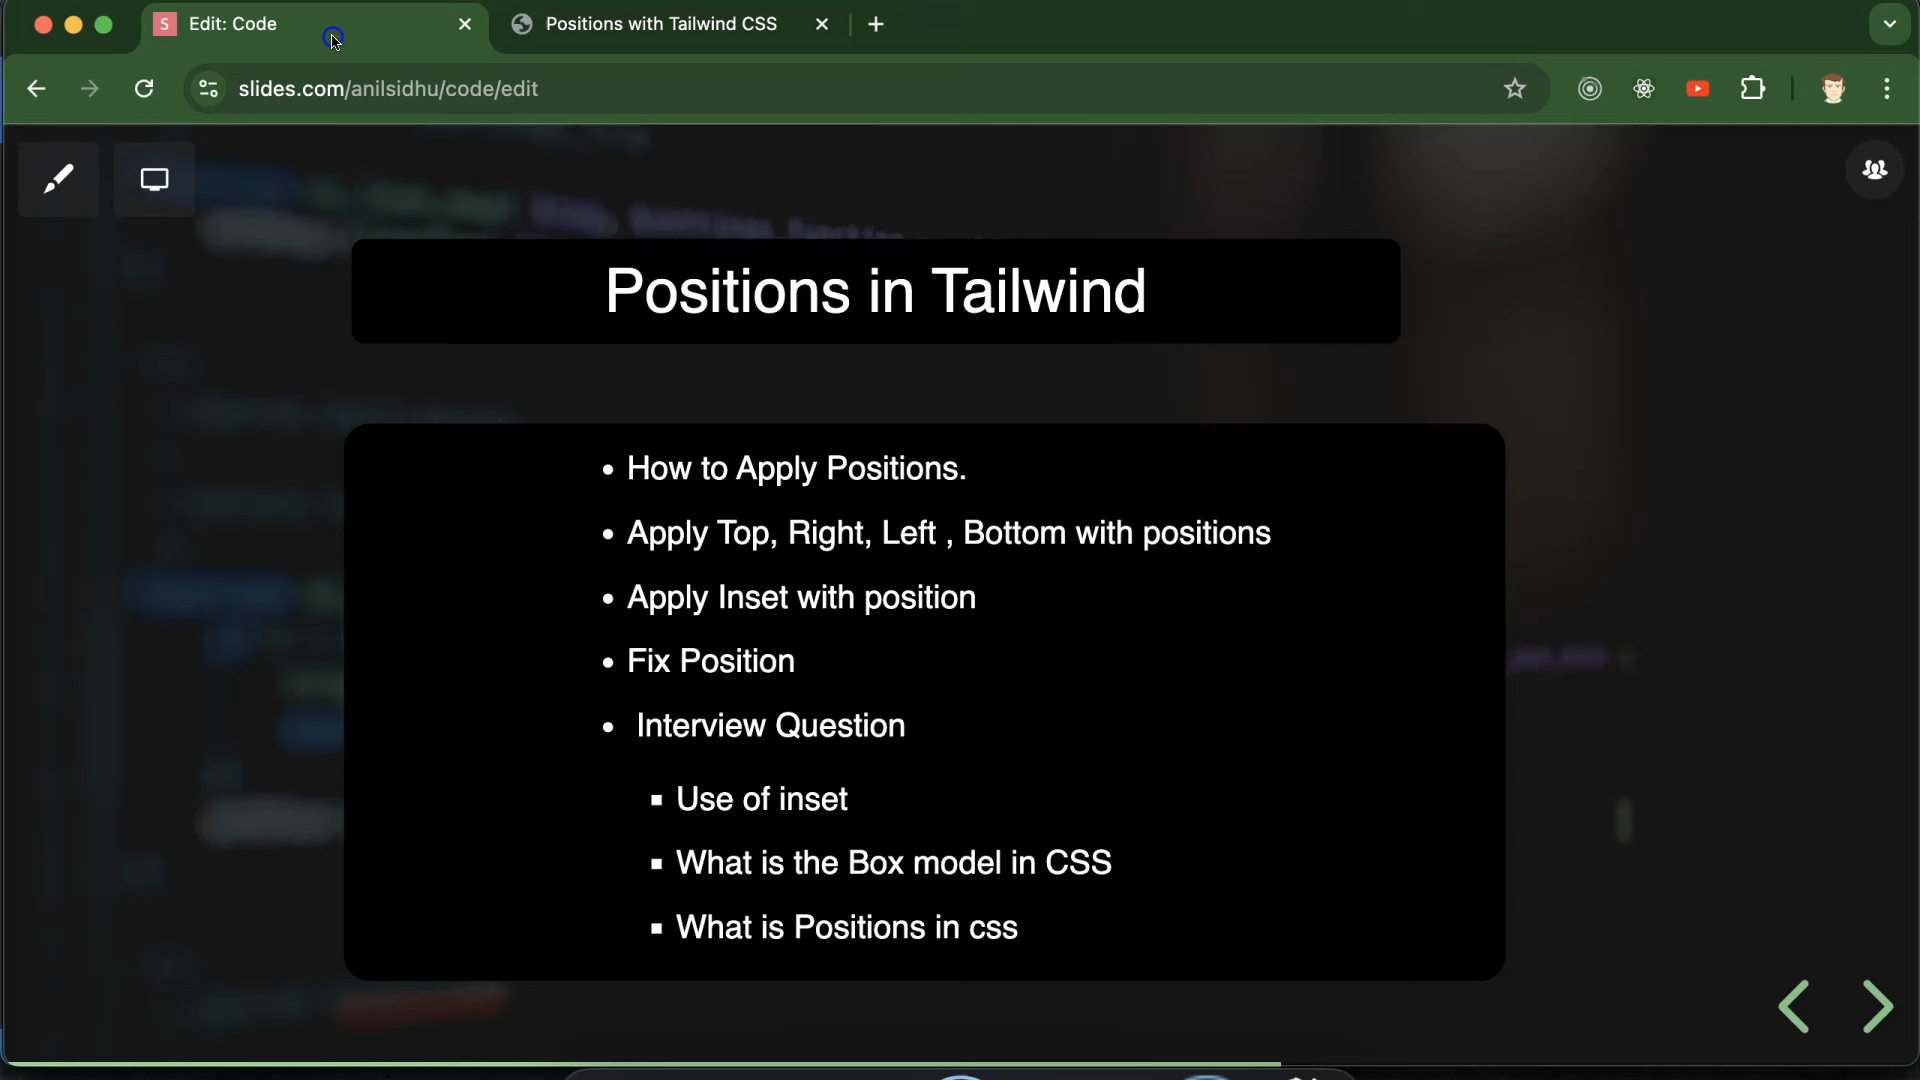 S Edit: Code
Positions with Tailwind CSS
slides.com/anilsidhu/code/edit
Positions in Tailwind
• How to Apply Positions.
• Apply Top, Right, Left , Bottom with positions
• Apply Inset with position
• Fix Position
• Interview Question
▪ Use of inset
▪ What is the Box model in CSS
▪ What is Positions in css